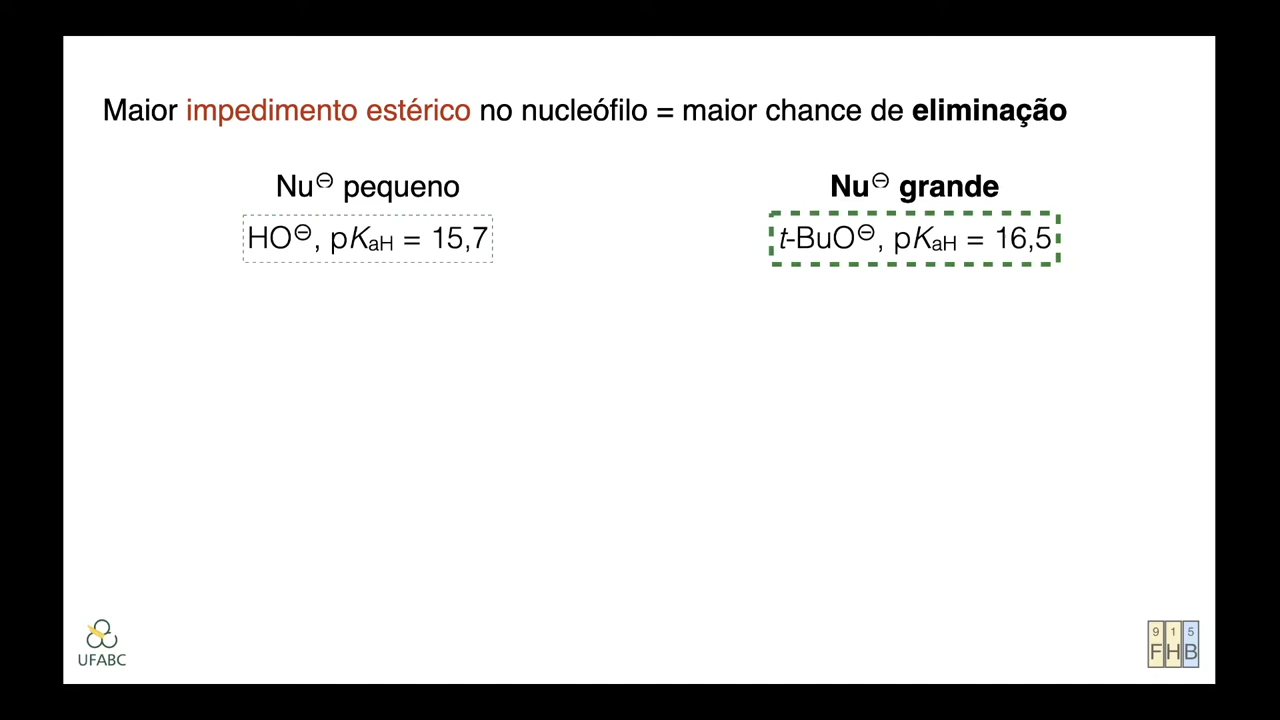 Maior impedimento estérico no nucleófilo = maior chance de eliminação
Nu⊖ pequeno
HO⊖, pKaH = 15,7
Nu⊖ grande
t-BuO⊖, pKaH = 16,5
UFABC
9 1 5
F H B